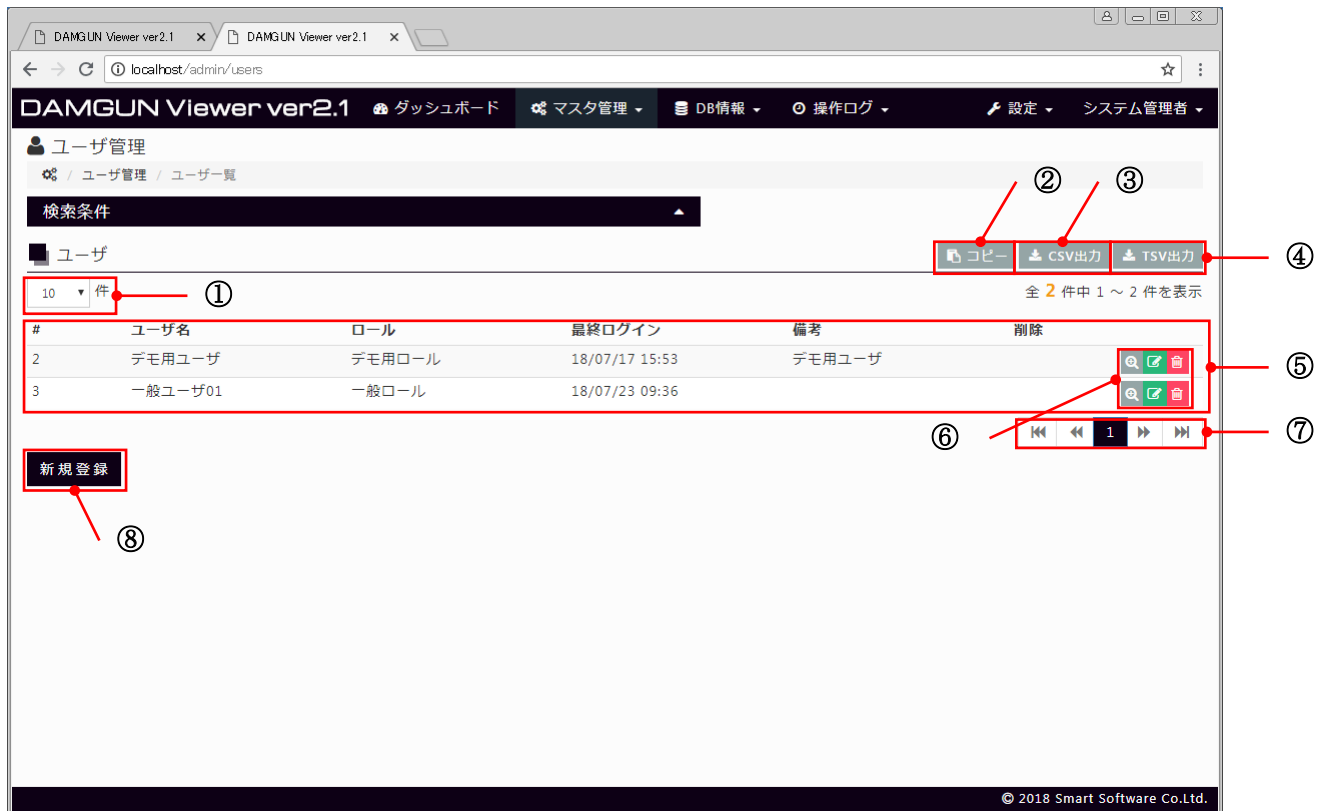 DAMGUN Viewer ver2.1 DAMGUN Viewer ver2.1
localhost/admin/users
DAMGUN Viewer ver2.1 ダッシュボード マスタ管理 DB情報 操作ログ 設定 システム管理者
ユーザ管理
/ ユーザ管理 / ユーザー覧
② ③
検索条件
ユーザ コピー CSV出力 TSV出力 ④
10 件 ① 全 2 件中 1 ～ 2 件を表示
# ユーザ名 ロール 最終ログイン 備考 削除
2 デモ用ユーザ デモ用ロール 18/07/17 15:53 デモ用ユーザ
⑤
3 一般ユーザ01 一般ロール 18/07/23 09:36
⑥ 1 ⑦
新規登録
⑧
© 2018 Smart Software Co.Ltd.